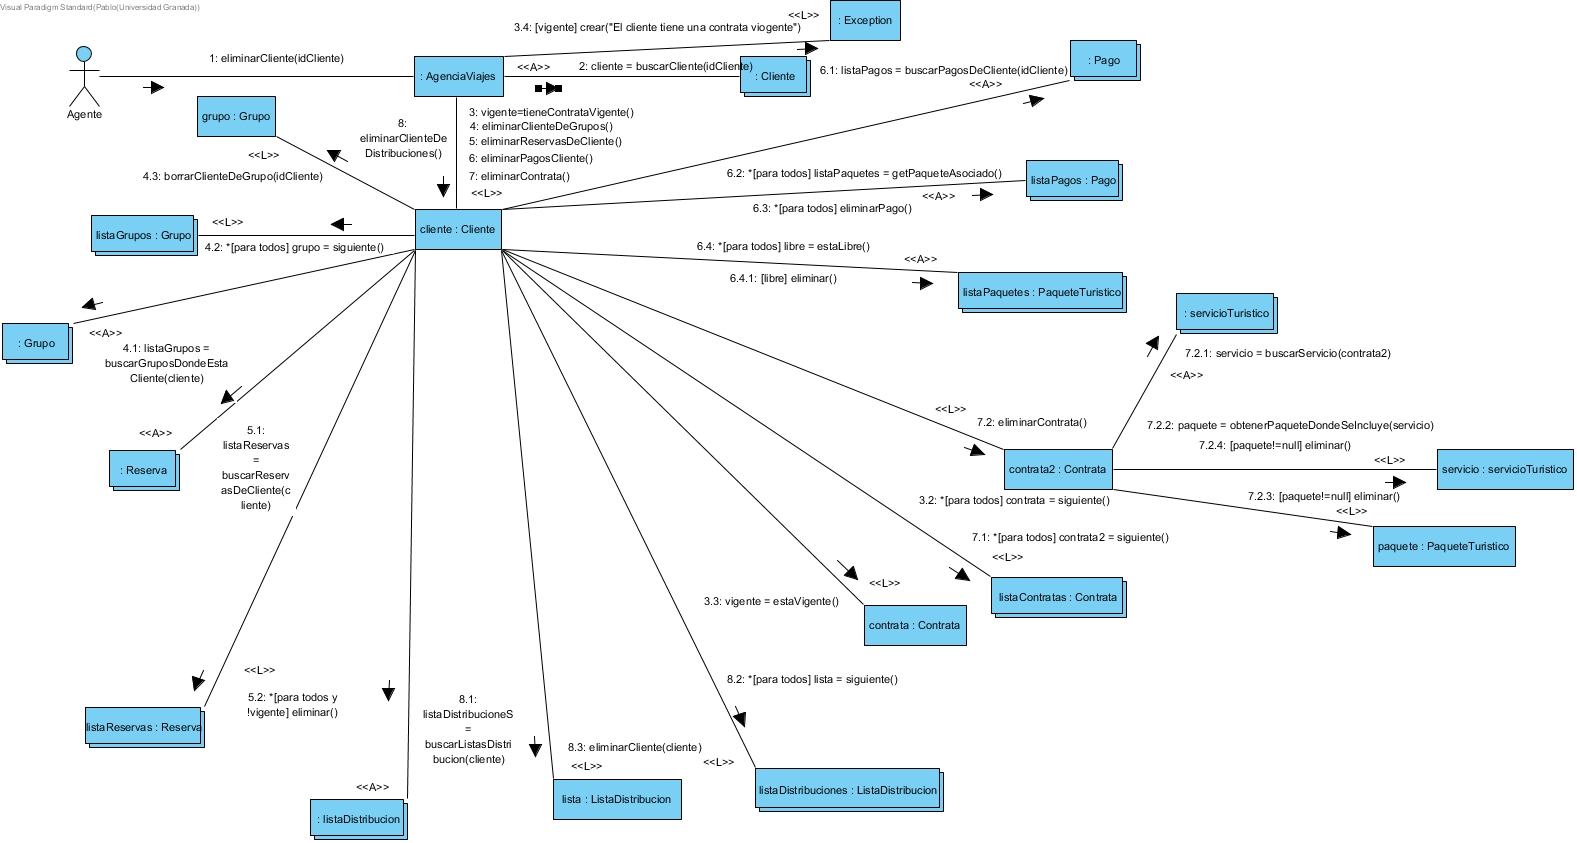 Visual Paradigm Standard(Pablo(Universidad Granada))
<<L>>
3.4: [vigente] crear("El cliente tiene una contrata viogente")
: Exception
1: eliminarCliente(idCliente)
: AgenciaViajes
<<A>>
2: cliente = buscarCliente(idCliente)
: Cliente
6.1: listaPagos = buscarPagosDeCliente(idCliente)
<<A>>
: Pago
Agente
grupo : Grupo
8:
eliminarClienteDe
Distribuciones()
3: vigente=tieneContrataVigente()
4: eliminarClienteDeGrupos()
5: eliminarReservasDeCliente()
6: eliminarPagosCliente()
7: eliminarContrata()
<<L>>
<<L>>
4.3: borrarClienteDeGrupo(idCliente)
6.2: *[para todos] listaPaquetes = getPaqueteAsociado()
<<A>>
6.3: *[para todos] eliminarPago()
listaPagos : Pago
listaGrupos : Grupo
<<L>>
4.2: *[para todos] grupo = siguiente()
cliente : Cliente
6.4: *[para todos] libre = estaLibre()
<<A>>
6.4.1: [libre] eliminar()
listaPaquetes : PaqueteTuristico
: servicioTuristico
: Grupo
<<A>>
4.1: listaGrupos =
buscarGruposDondeEsta
Cliente(cliente)
7.2.1: servicio = buscarServicio(contrata2)
<<A>>
<<L>>
7.2: eliminarContrata()
7.2.2: paquete = obtenerPaqueteDondeSeIncluye(servicio)
7.2.4: [paquete!=null] eliminar()
<<L>>
<<A>>
: Reserva
5.1:
listaReservas
=
buscarReserv
asDeCliente(c
liente)
contrata2 : Contrata
servicio : servicioTuristico
3.2: *[para todos] contrata = siguiente()
7.2.3: [paquete!=null] eliminar()
<<L>>
7.1: *[para todos] contrata2 = siguiente()
<<L>>
paquete : PaqueteTuristico
<<L>>
3.3: vigente = estaVigente()
listaContratas : Contrata
contrata : Contrata
<<L>>
5.2: *[para todos y
!vigente] eliminar()
listaReservas : Reserva
8.1:
listaDistribucioneS
=
buscarListasDistri
bucion(cliente)
8.2: *[para todos] lista = siguiente()
8.3: eliminarCliente(cliente)
<<L>>
<<L>>
<<A>>
: listaDistribucion
lista : ListaDistribucion
listaDistribuciones : ListaDistribucion